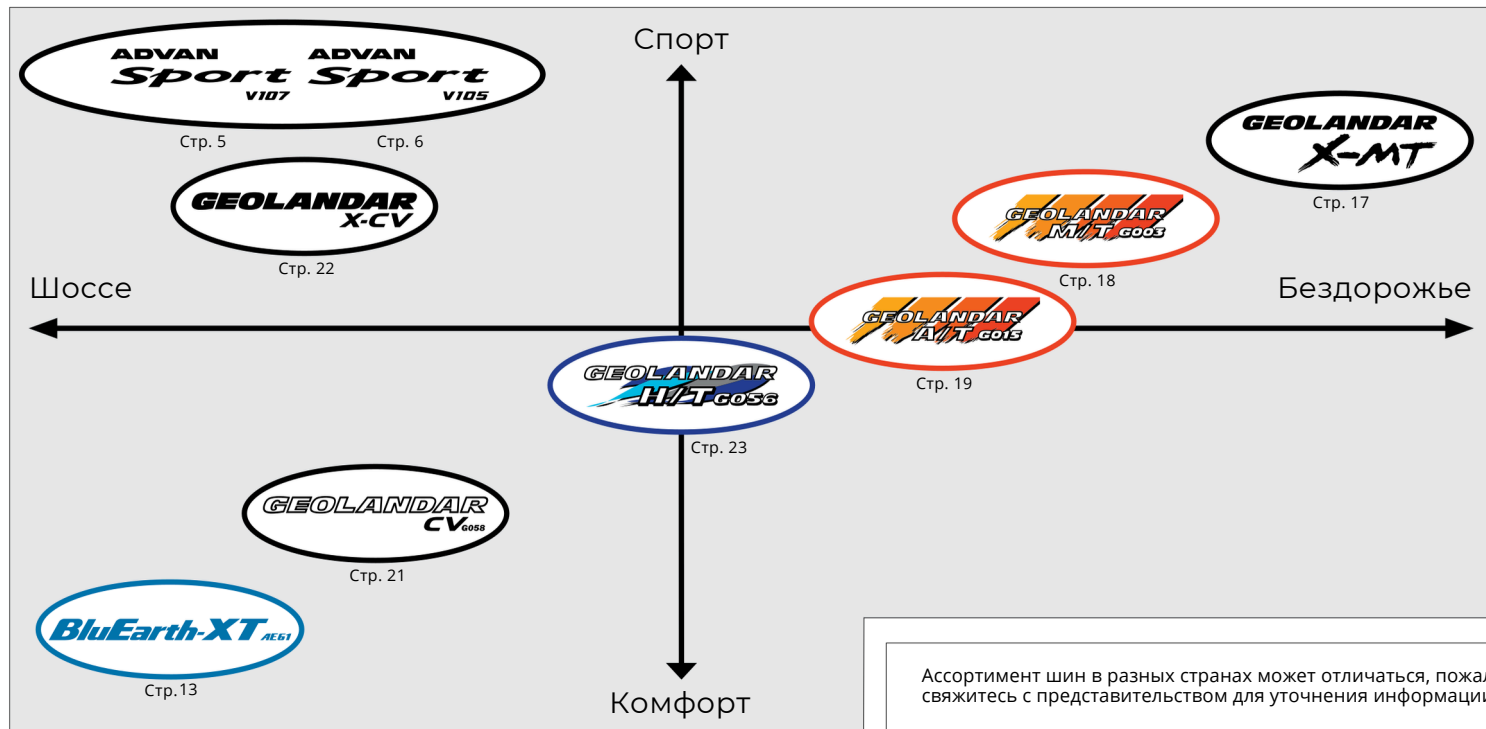 Спорт
ADVAN
Sport
V107
ADVAN
Sport
V105
Стр. 5
Стр. 6
GEOLANDAR
X-MT
Стр. 17
GEOLANDAR
X-CV
Стр. 22
GEOLANDAR
M/T G003
Стр. 18
Шоссе
Бездорожье
GEOLANDAR
A/T G015
Стр. 19
GEOLANDAR
H/T G056
Стр. 23
GEOLANDAR
CV G058
Стр. 21
BluEarth-XT AE61
Стр.13
Комфорт
Ассортимент шин в разных странах может отличаться, пожал
свяжитесь с представительством для уточнения информации